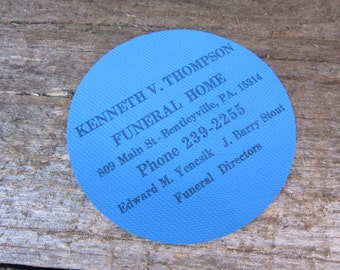 KENNETH V. THOMPSON
FUNERAL HOME
809 Main St. - Bentleyville, PA. 15314
Phone 239-2255
Edward M. Yencsik J. Barry Stout
Funeral Directors